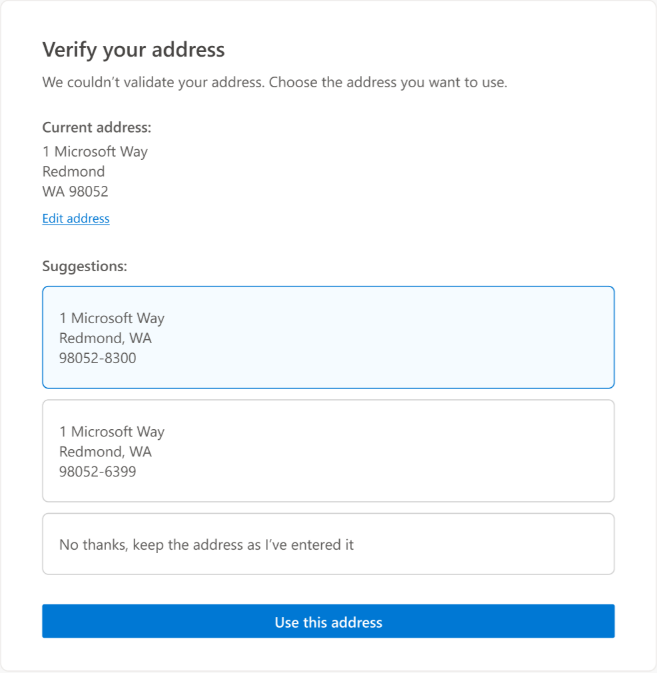 Verify your address
We couldn’t validate your address. Choose the address you want to use.
Current address:
1 Microsoft Way
Redmond
WA 98052
Edit address
Suggestions:
1 Microsoft Way
Redmond, WA
98052-8300
1 Microsoft Way
Redmond, WA
98052-6399
No thanks, keep the address as I’ve entered it
Use this address